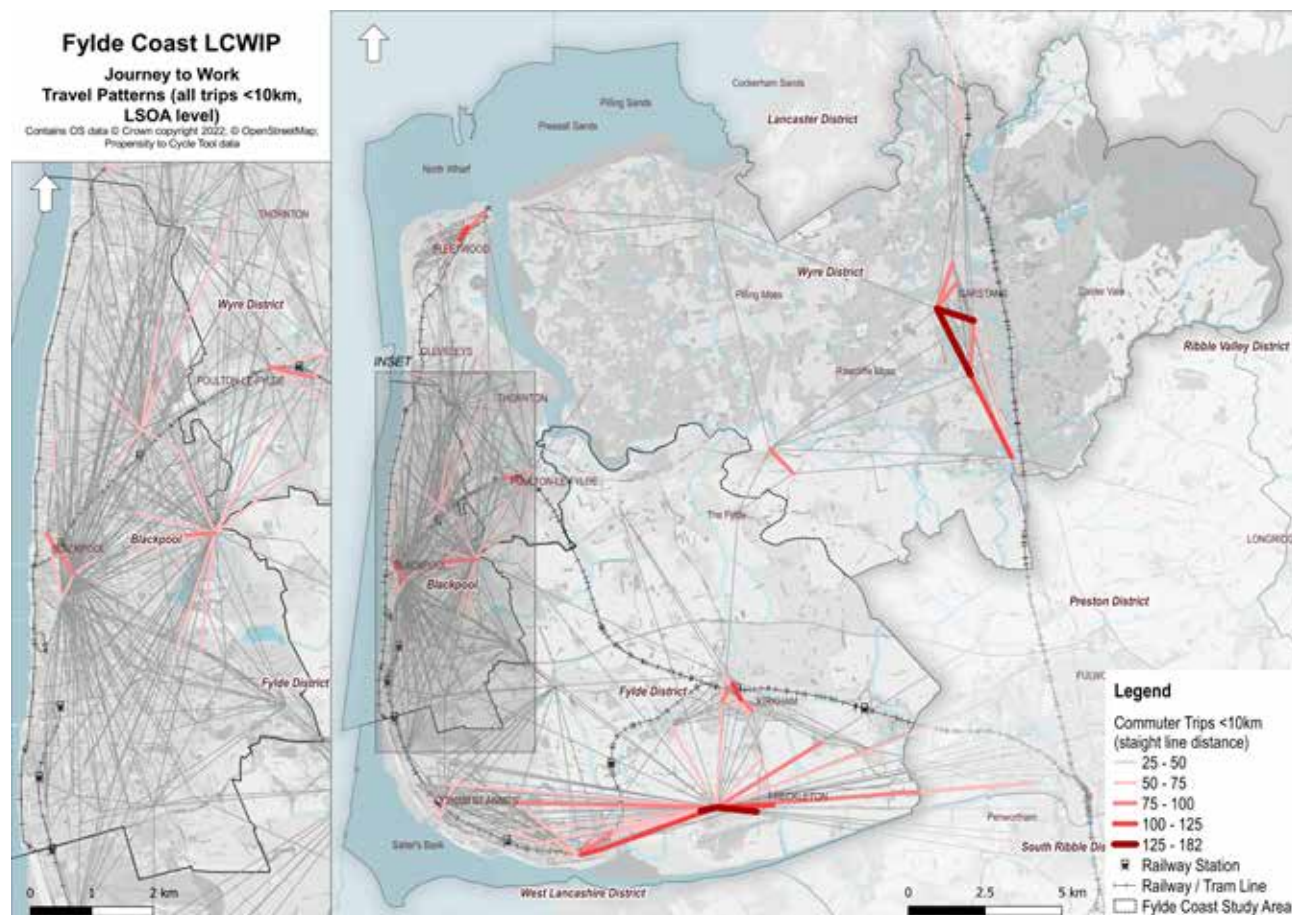 Fylde Coast LCWIP
Journey to Work
Travel Patterns (all trips <10km,
LSOA level)
Contains OS data © Crown copyright 2022, © OpenStreetMap;
Propensity to Cycle Tool data
THORNTON
Wyre District
POULTON-LE-FYLDE
BLACKPOOL
Blackpool
Fylde District
0 1 2 km
Cockerham Sands
Pilling Sands
Lancaster District
Preesall Sands
North Wharf
FLEETWOOD
Wyre District
Pilling Moss
GARSTANG
Calder Vale
Ribble Valley District
CLEVELEYS
INSET
Rawcliffe Moss
THORNTON
POULTON-LE-FYLDE
The Fylde
LONGRIDG
BLACKPOOL
Blackpool
Preston District
Fylde District
KIRKHAM
FULWO
FRECKLETON
Penwortham
Salter's Bank
South Ribble Dis
West Lancashire District
0 2.5 5 km
Legend
Commuter Trips <10km
(staight line distance)
25 - 50
50 - 75
75 - 100
100 - 125
125 - 182
Railway Station
Railway / Tram Line
Fylde Coast Study Area